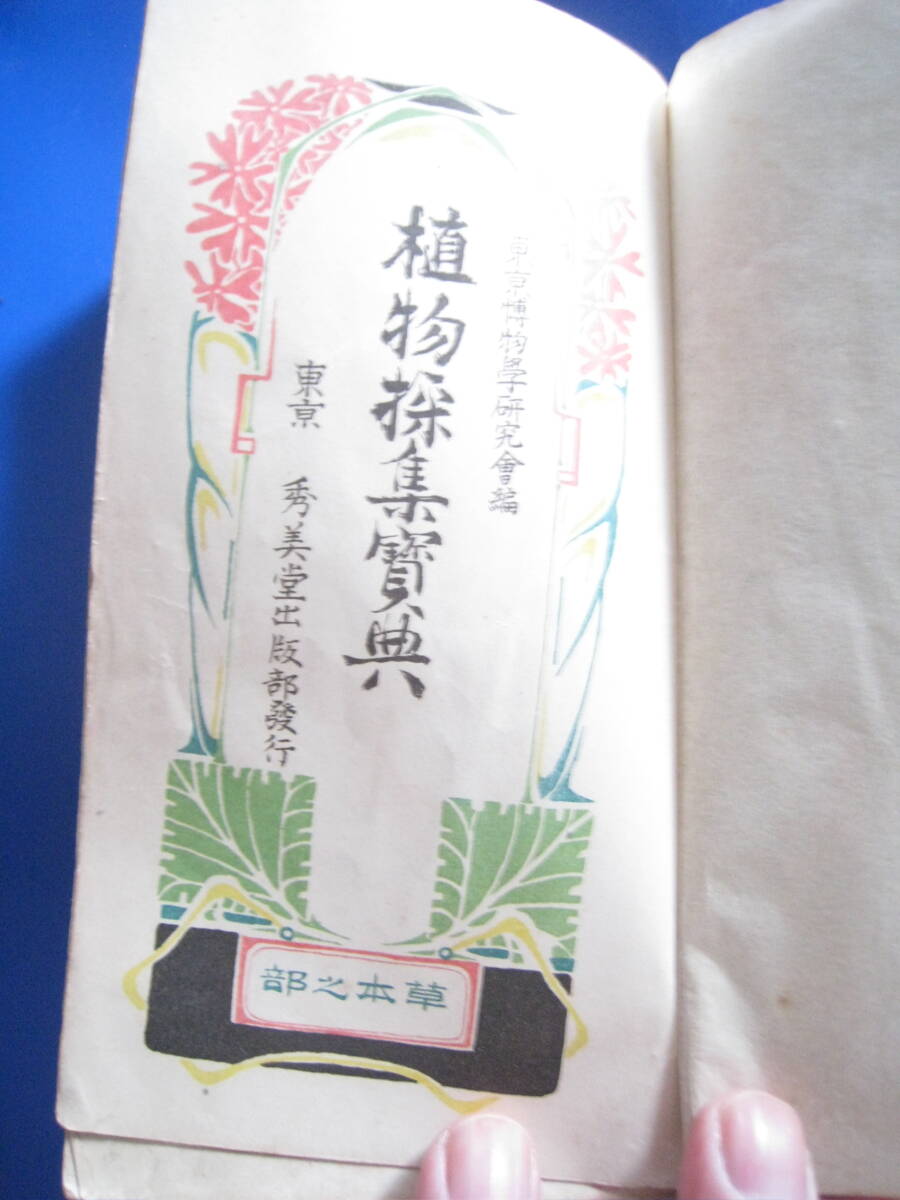 東京博物學研究會編
植物採集寶典
東京 秀美堂出版部發行
草本之部